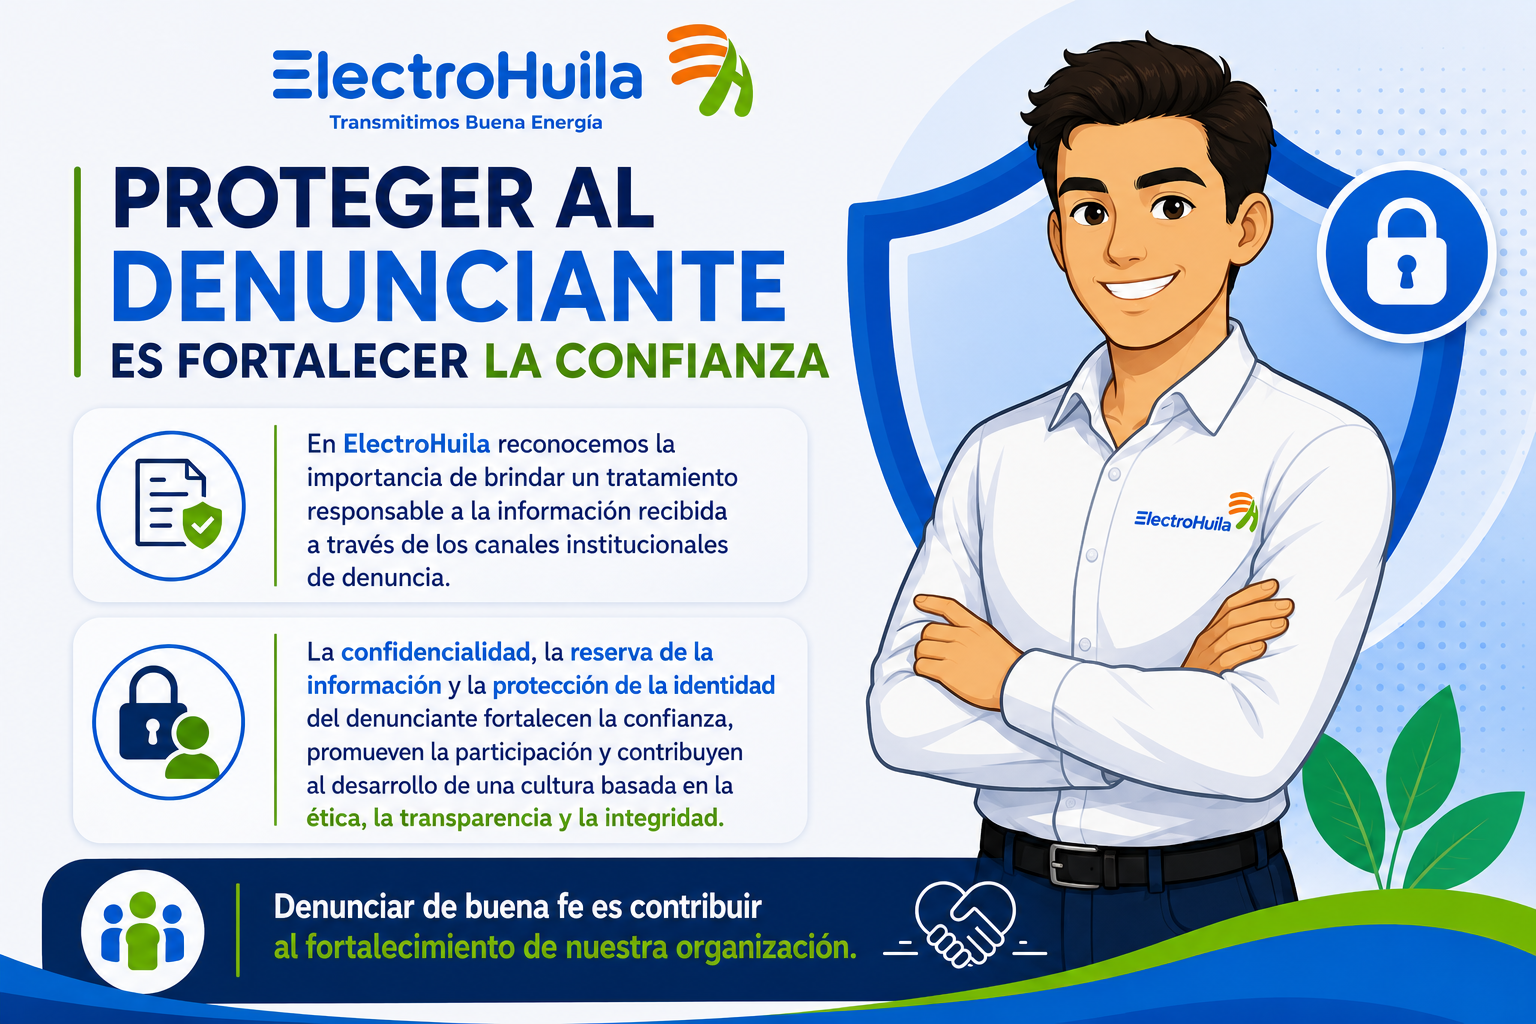 ElectroHuila
Transmitimos Buena Energía
PROTEGER AL
DENUNCIANTE
ES FORTALECER LA CONFIANZA
En ElectroHuila reconocemos la
importancia de brindar un tratamiento
responsable a la información recibida
a través de los canales institucionales
de denuncia.
La confidencialidad, la reserva de la
información y la protección de la identidad
del denunciante fortalecen la confianza,
promueven la participación y contribuyen
al desarrollo de una cultura basada en la
ética, la transparencia y la integridad.
Denunciar de buena fe es contribuir
al fortalecimiento de nuestra organización.
ElectroHuila